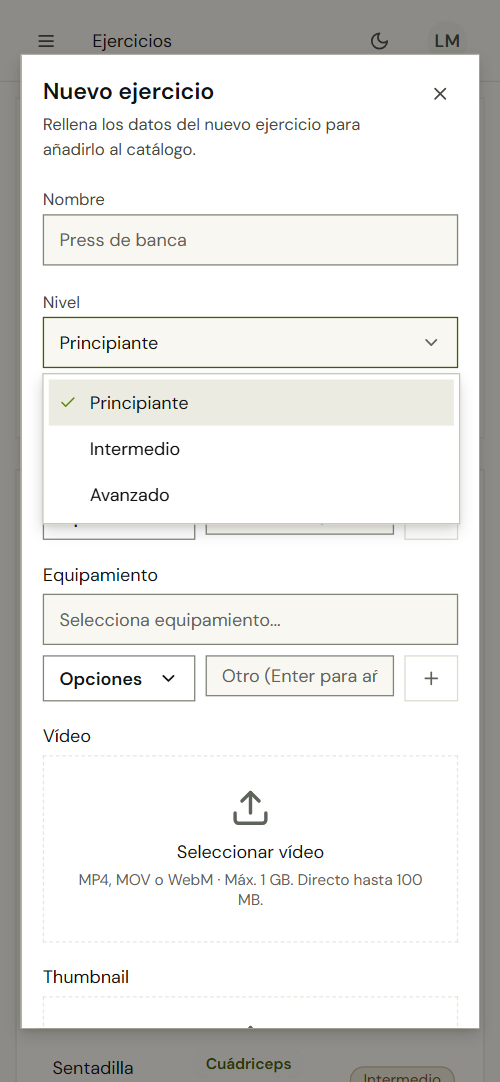 Ejercicios
LM
Nuevo ejercicio
Rellena los datos del nuevo ejercicio para
añadirlo al catálogo.
Nombre
Press de banca
Nivel
Principiante
Principiante
Intermedio
Avanzado
Equipamiento
Selecciona equipamiento...
Opciones
Otro (Enter para
Vídeo
Seleccionar vídeo
MP4, MOV o WebM · Máx. 1 GB. Directo hasta 100
MB.
Thumbnail
Sentadilla
Cuádriceps
Intermedio